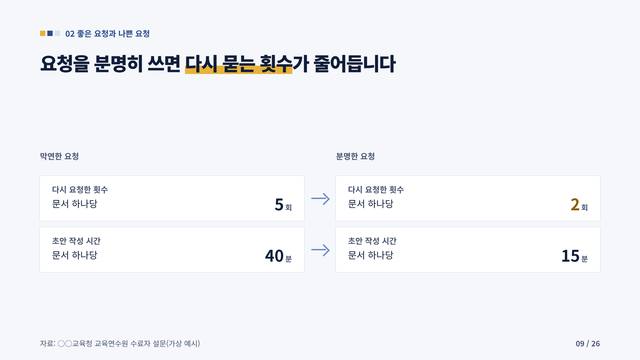 02 좋은 요청과 나쁜 요청
요청을 분명히 쓰면 다시 묻는 횟수가 줄어듭니다
막연한 요청
다시 요청한 횟수
문서 하나당
5회
초안 작성 시간
문서 하나당
40분
분명한 요청
다시 요청한 횟수
문서 하나당
2회
초안 작성 시간
문서 하나당
15분
자료: 〇〇교육청 교육연수원 수료자 설문(가상 예시)
09 / 26